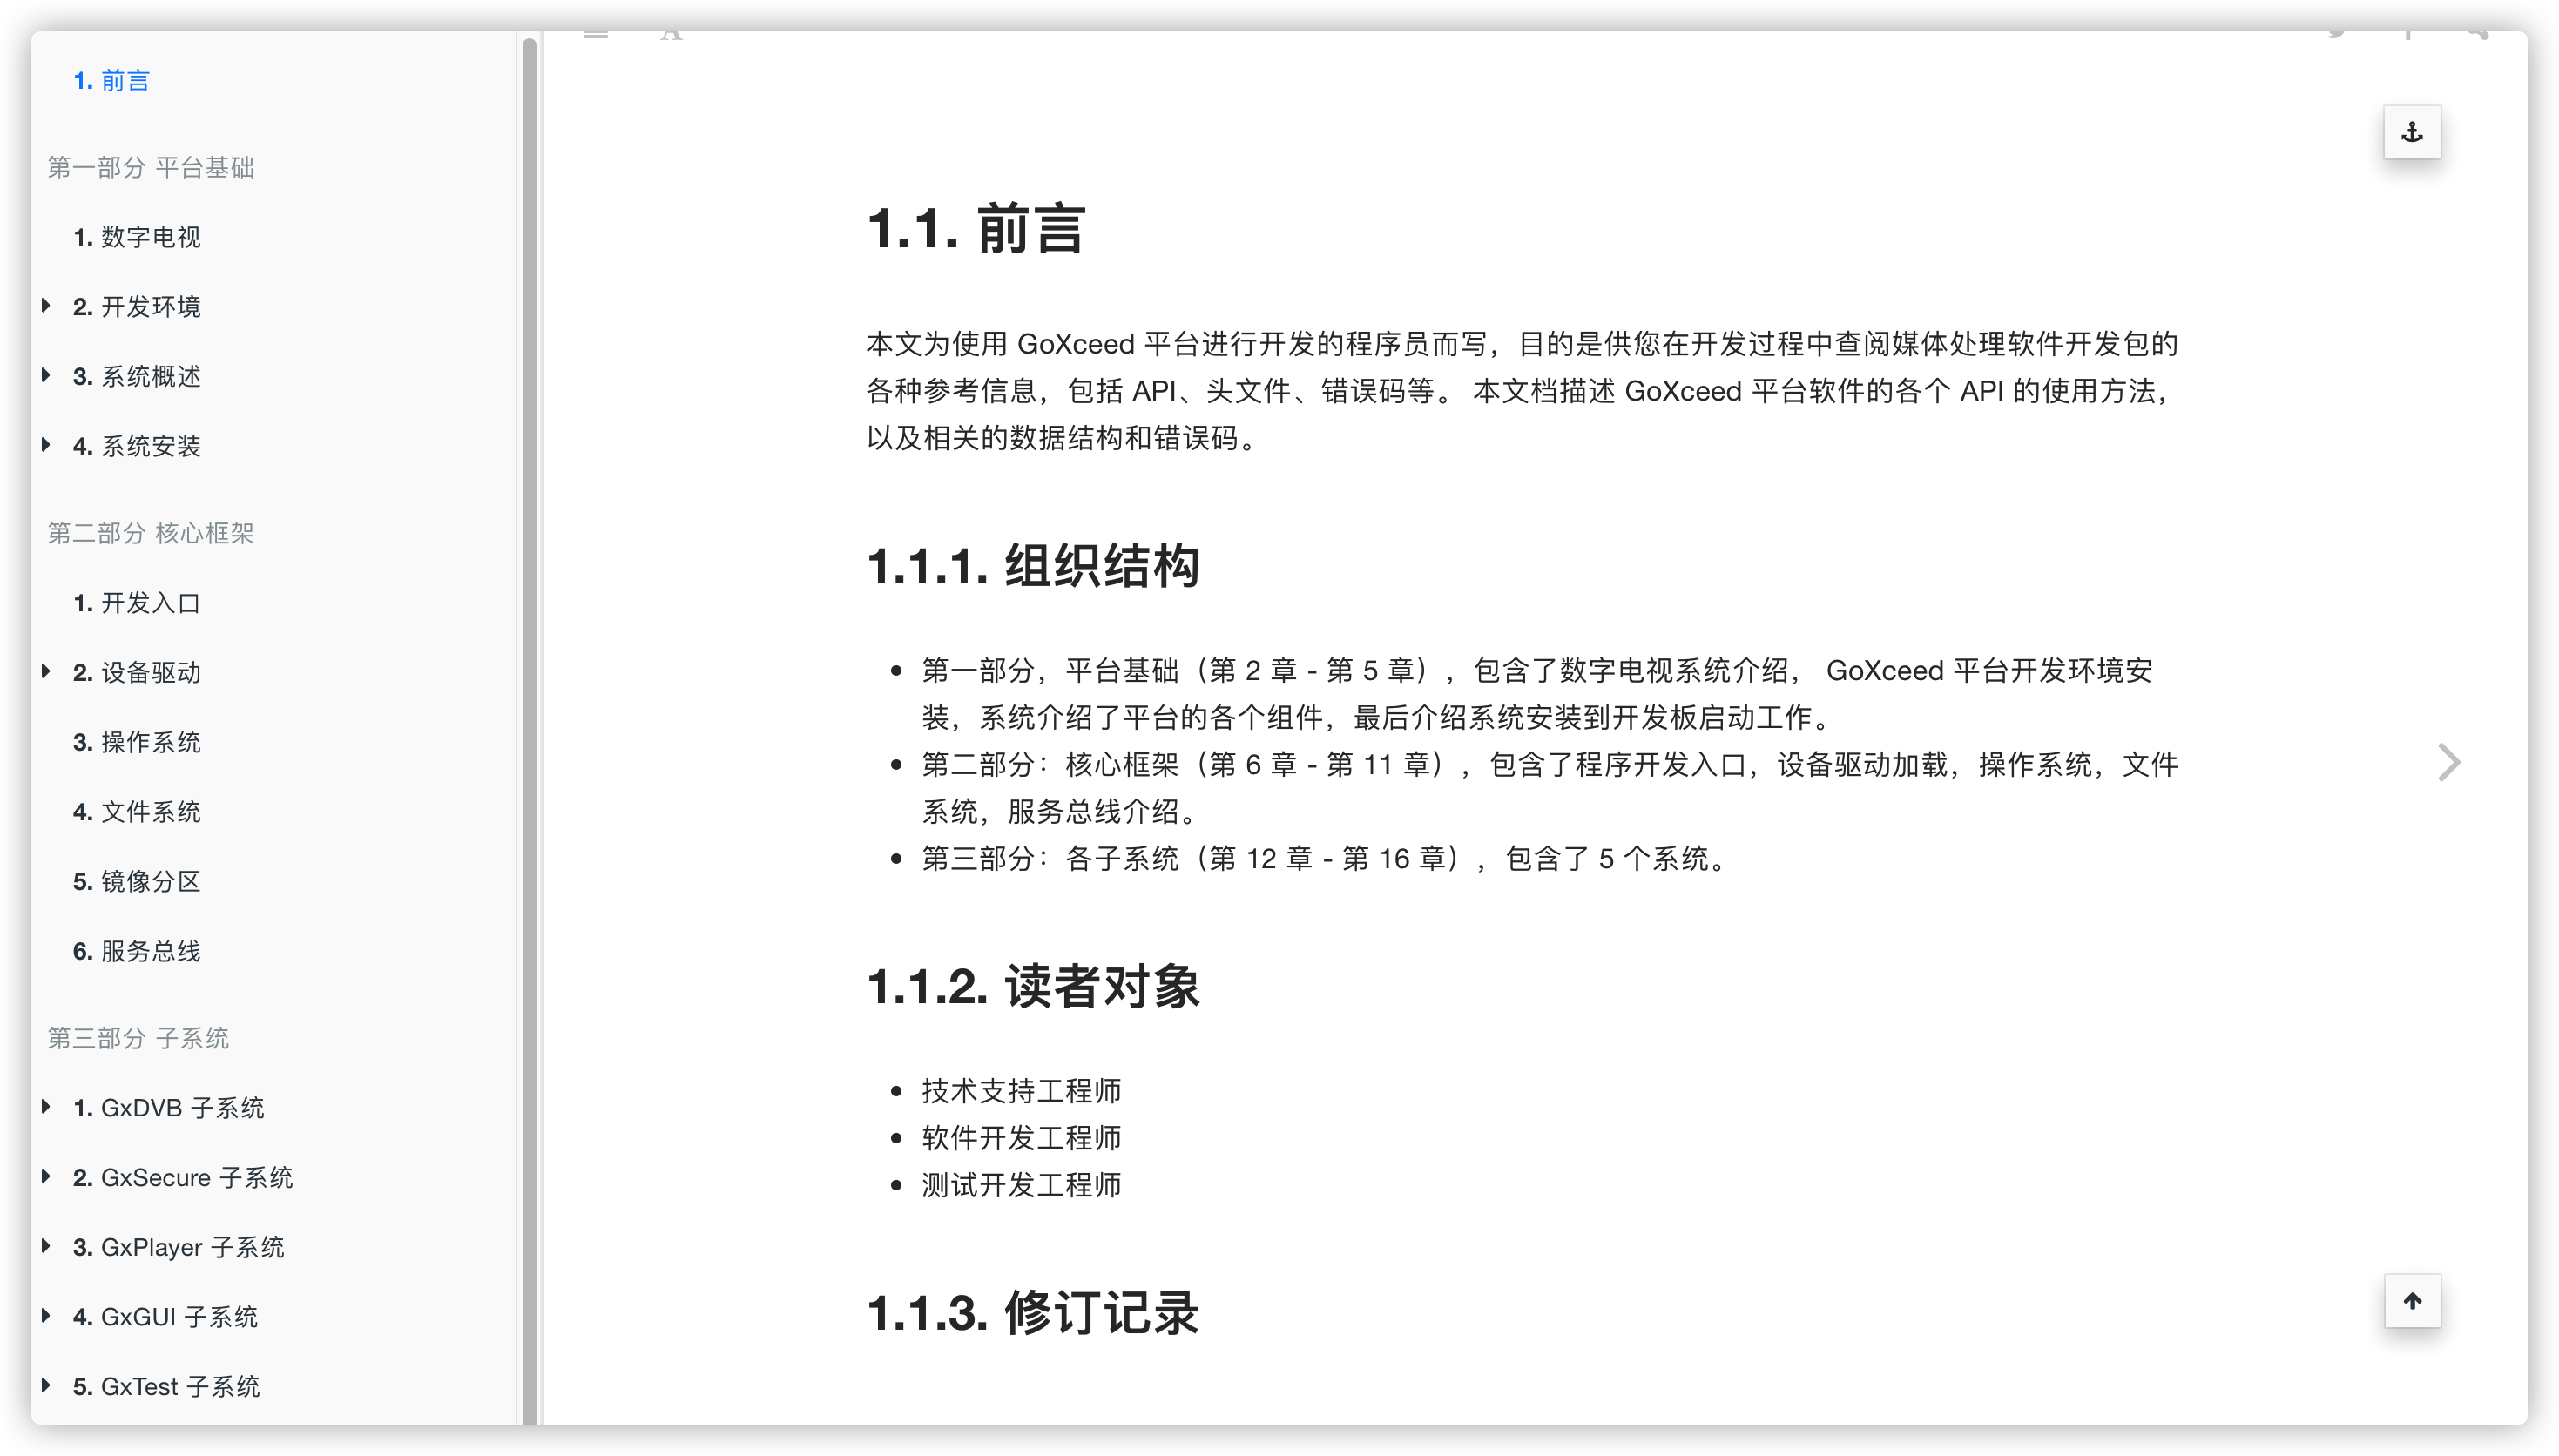 1. 前言
第一部分 平台基础
1. 数字电视
2. 开发环境
3. 系统概述
4. 系统安装
第二部分 核心框架
1. 开发入口
2. 设备驱动
3. 操作系统
4. 文件系统
5. 镜像分区
6. 服务总线
第三部分 子系统
1. GxDVB 子系统
2. GxSecure 子系统
3. GxPlayer 子系统
4. GxGUI 子系统
5. GxTest 子系统
A
1.1. 前言
本文为使用 GoXceed 平台进行开发的程序员而写，目的是供您在开发过程中查阅媒体处理软件开发包的
各种参考信息，包括 API、头文件、错误码等。 本文档描述 GoXceed 平台软件的各个 API 的使用方法，
以及相关的数据结构和错误码。
1.1.1. 组织结构
• 第一部分，平台基础（第 2 章 - 第 5 章），包含了数字电视系统介绍， GoXceed 平台开发环境安
装，系统介绍了平台的各个组件，最后介绍系统安装到开发板启动工作。
• 第二部分：核心框架（第 6 章 - 第 11 章），包含了程序开发入口，设备驱动加载，操作系统，文件
系统，服务总线介绍。
• 第三部分：各子系统（第 12 章 - 第 16 章），包含了 5 个系统。
1.1.2. 读者对象
• 技术支持工程师
• 软件开发工程师
• 测试开发工程师
1.1.3. 修订记录